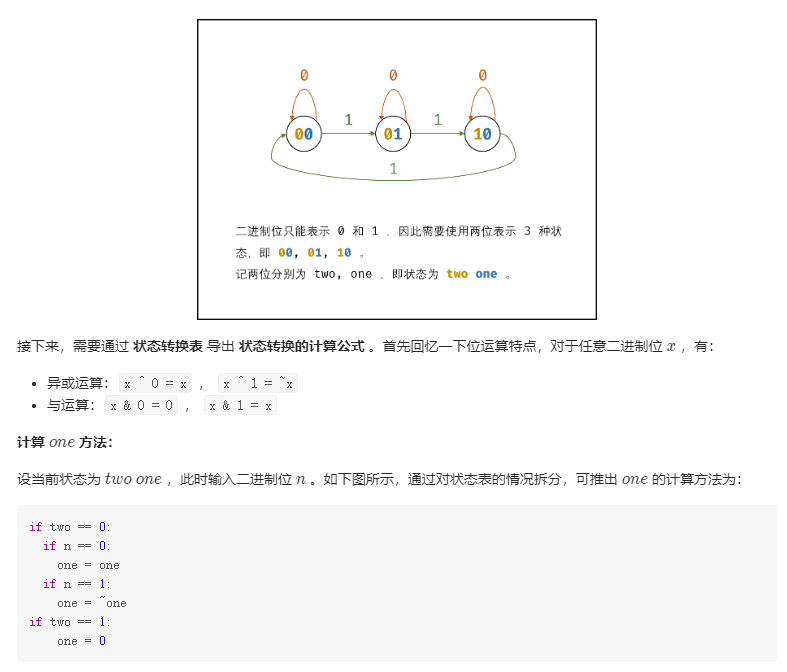 0 0 0
1 1
00 01 10
1
二进制位只能表示 0 和 1 ，因此需要使用两位表示 3 种状
态，即 00, 01, 10 。
记两位分别为 two, one ，即状态为 two one 。
接下来，需要通过 状态转换表 导出 状态转换的计算公式 。首先回忆一下位运算特点，对于任意二进制位 x ，有：
• 异或运算： x ^ 0 = x ， x ^ 1 = ~x
• 与运算： x & 0 = 0 ， x & 1 = x
计算 one 方法：
设当前状态为 two one ，此时输入二进制位 n 。如下图所示，通过对状态表的情况拆分，可推出 one 的计算方法为：
if two == 0:
  if n == 0:
    one = one
  if n == 1:
    one = ~one
if two == 1:
    one = 0